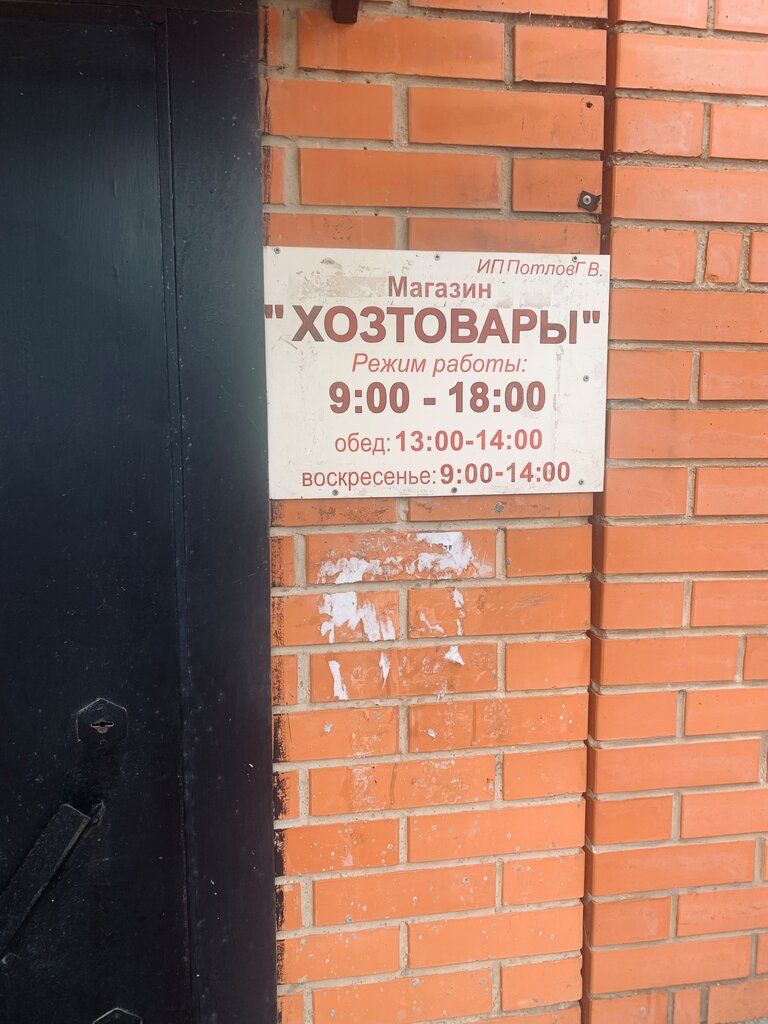 ИП Потлов Г.В.
Магазин
"ХОЗТОВАРЫ"
Режим работы:
9:00 - 18:00
обед: 13:00-14:00
воскресенье: 9:00-14:00